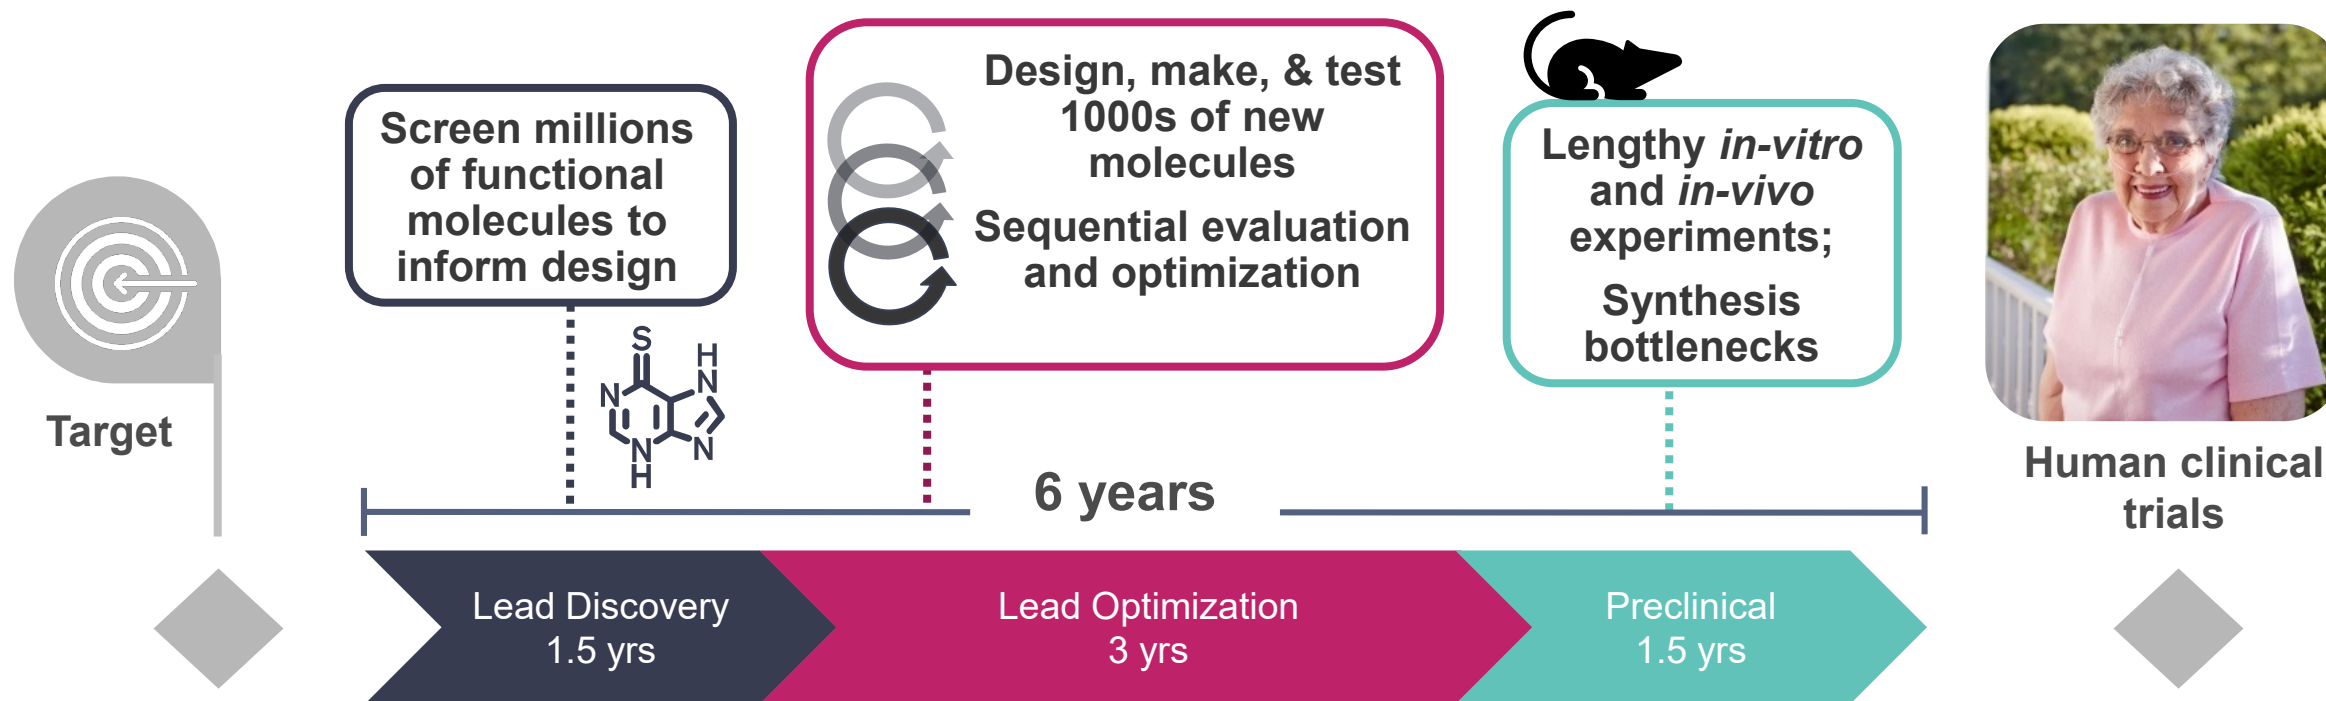 Target
Screen millions
of functional
molecules to
inform design
S
H
N
N
N
N
H
Design, make, & test
1000s of new
molecules
Sequential evaluation
and optimization
Lengthy in-vitro
and in-vivo
experiments;
Synthesis
bottlenecks
Human clinical
trials
6 years
Lead Discovery
1.5 yrs
Lead Optimization
3 yrs
Preclinical
1.5 yrs